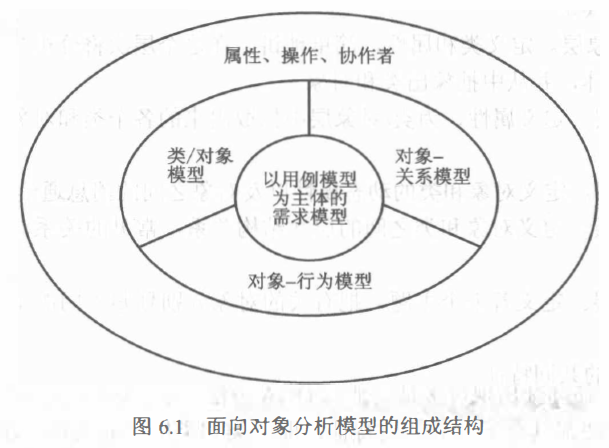 属性、操作、协作者
类/对象
模型
对象-
关系模型
以用例模型
为主体的
需求模型
对象-行为模型
图 6.1 面向对象分析模型的组成结构